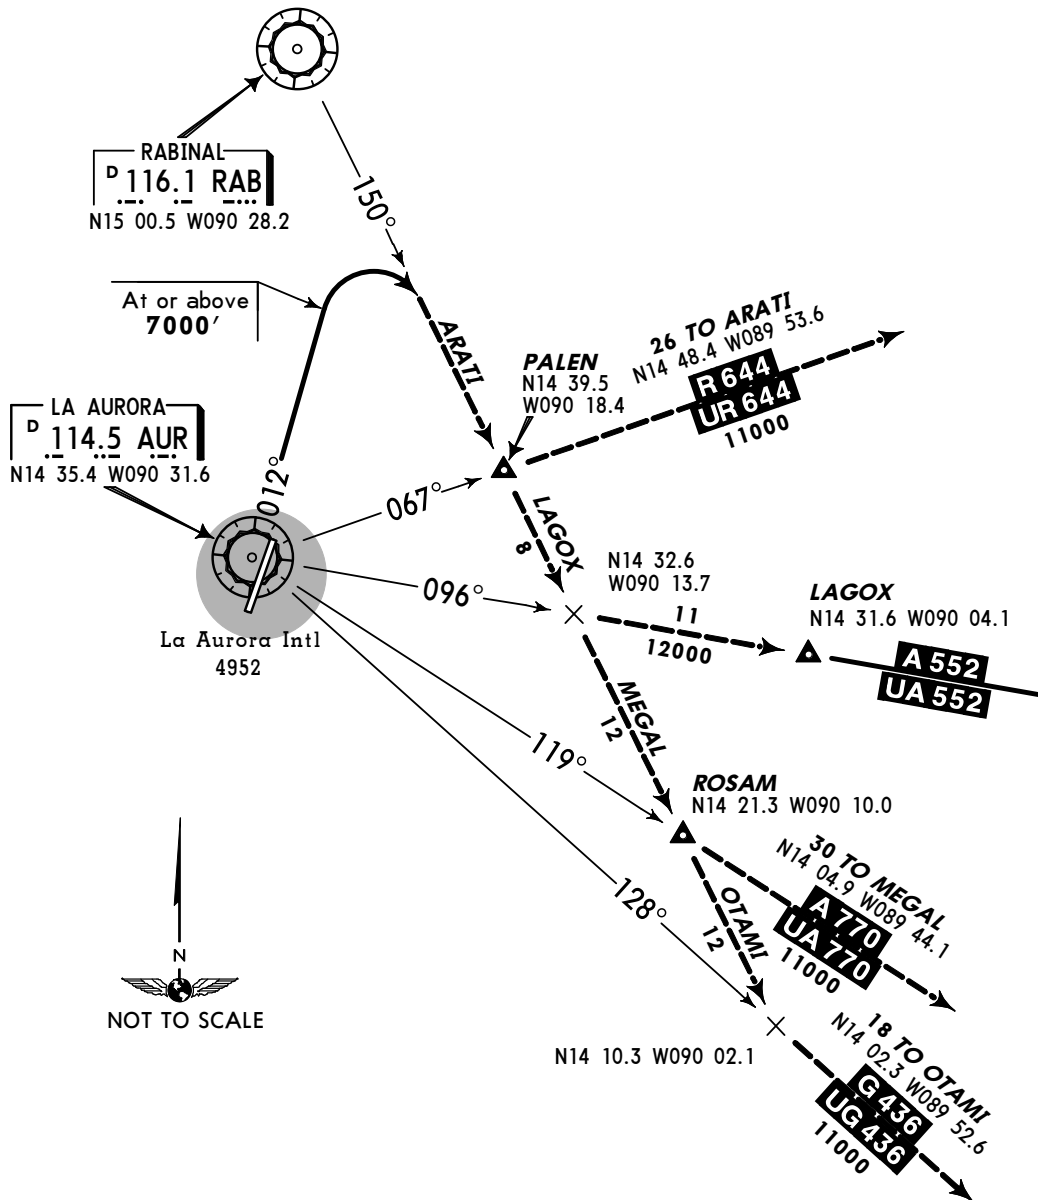 RABINAL
D 116.1 RAB
N15 00.5 W090 28.2
150°
At or above
7000′
ARATI
PALEN
N14 39.5
W090 18.4
26 TO ARATI
N14 48.4 W089 53.6
R 644
UR 644
11000
LA AURORA
D 114.5 AUR
N14 35.4 W090 31.6
012°
067°
LAGOX
8
096°
N14 32.6
W090 13.7
11
12000
LAGOX
N14 31.6 W090 04.1
A 552
UA 552
La Aurora Intl
4952
MEGAL
12
119°
ROSAM
N14 21.3 W090 10.0
30 TO MEGAL
N14 04.9 W089 44.1
A 770
UA 770
11000
128°
OTAMI
12
N
NOT TO SCALE
N14 10.3 W090 02.1
18 TO OTAMI
N14 02.3 W089 52.6
G 436
UG 436
11000